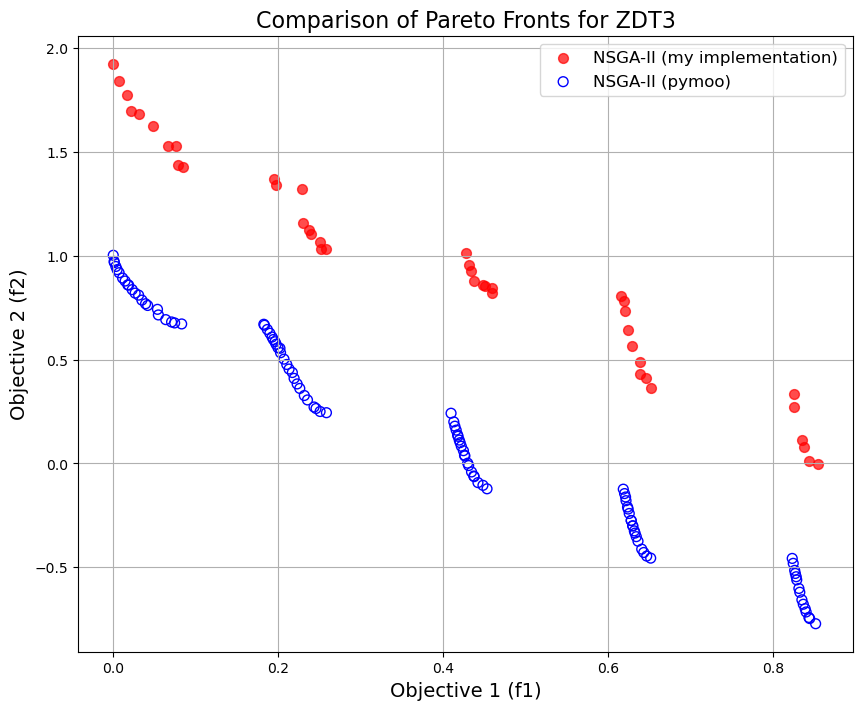 Comparison of Pareto Fronts for ZDT3
NSGA-II (my implementation)
NSGA-II (pymoo)
Objective 2 (f2)
2.0
1.5
1.0
0.5
0.0
−0.5
0.0 0.2 0.4 0.6 0.8
Objective 1 (f1)